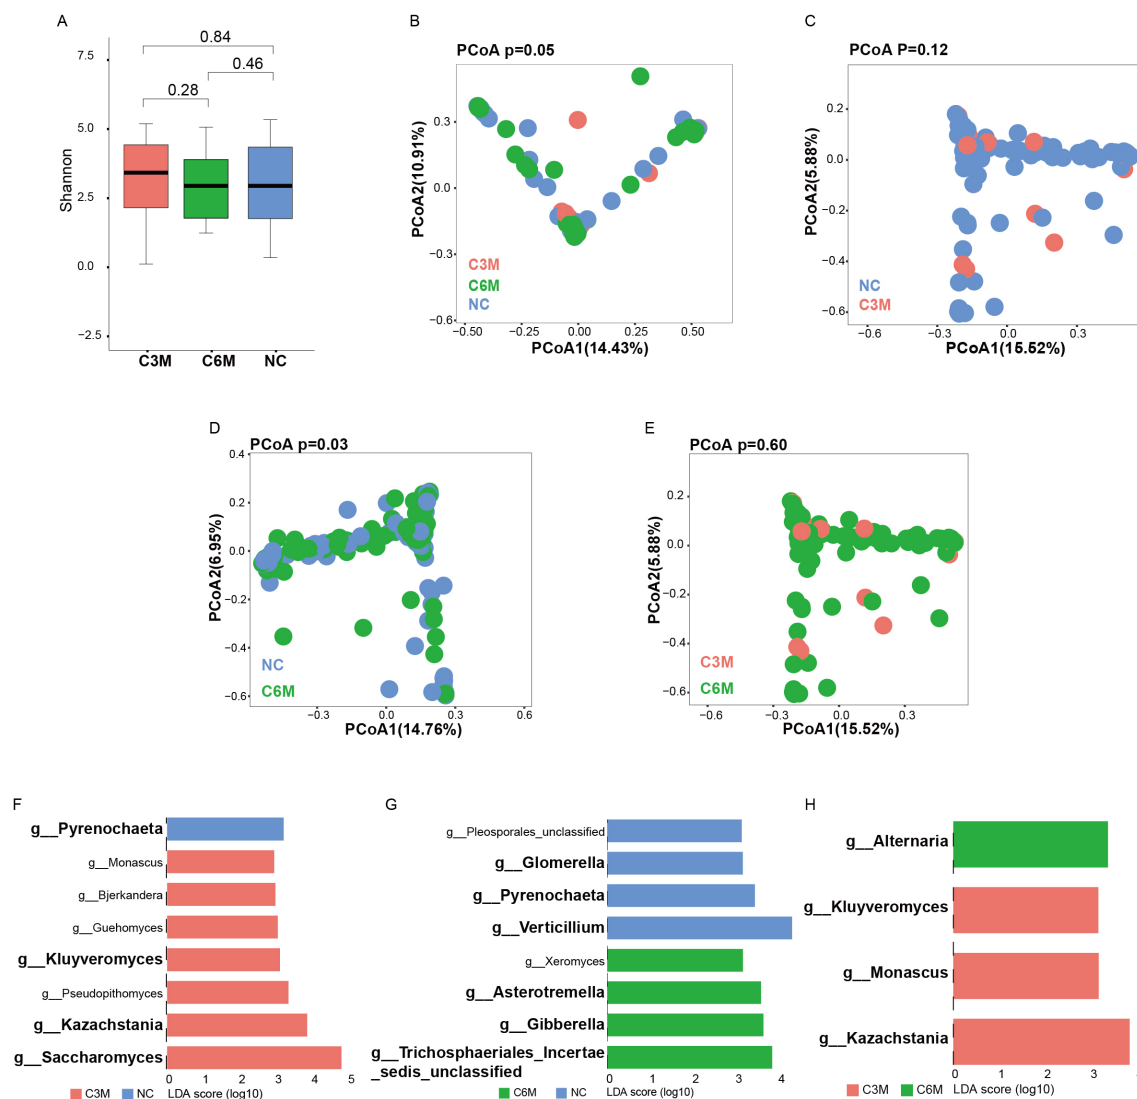 A
B
C
PCoA p=0.05
PCoA P=0.12
0.84
0.46
0.28
7.5
5.0
2.5
0.0
−2.5
Shannon
C3M C6M NC
0.3
0.0
−0.3
−0.6
PCoA2(10.91%)
C3M
C6M
NC
−0.50 −0.25 0.00 0.25 0.50
PCoA1(14.43%)
0.2
0.0
−0.2
−0.4
−0.6
PCoA2(5.88%)
NC
C3M
−0.6 −0.3 0.0 0.3
PCoA1(15.52%)
D
E
PCoA p=0.03
PCoA p=0.60
0.4
0.2
0.0
−0.2
−0.4
−0.6
PCoA2(6.95%)
NC
C6M
−0.3 0.0 0.3 0.6
PCoA1(14.76%)
0.2
0.0
−0.2
−0.4
−0.6
PCoA2(5.88%)
C3M
C6M
−0.6 −0.3 0.0 0.3
PCoA1(15.52%)
F
G
H
g__Pyrenochaeta
g__Monascus
g__Bjerkandera
g__Guehomyces
g__Kluyveromyces
g__Pseudopithomyces
g__Kazachstania
g__Saccharomyces
0 1 2 3 4 5
C3M NC LDA score (log10)
g__Pleosporales_unclassified
g__Glomerella
g__Pyrenochaeta
g__Verticillium
g__Xeromyces
g__Asterotremella
g__Gibberella
g__Trichosphaeriales_Incertae
_sedis_unclassified
0 1 2 3 4
C6M NC LDA score (log10)
g__Alternaria
g__Kluyveromyces
g__Monascus
g__Kazachstania
0 1 2 3
C3M C6M LDA score (log10)